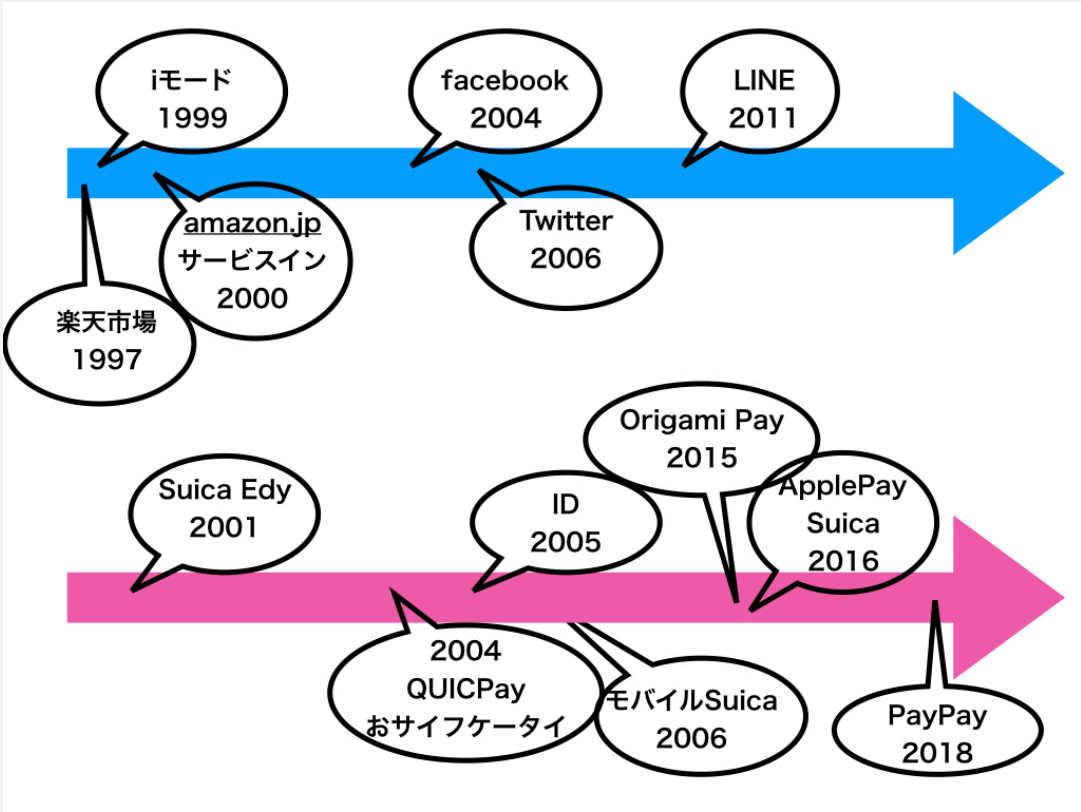 iモード
1999
facebook
2004
LINE
2011
amazon.jp
サービスイン
2000
Twitter
2006
楽天市場
1997
Origami Pay
2015
Suica Edy
2001
ID
2005
ApplePay
Suica
2016
2004
QUICPay
おサイフケータイ
モバイルSuica
2006
PayPay
2018